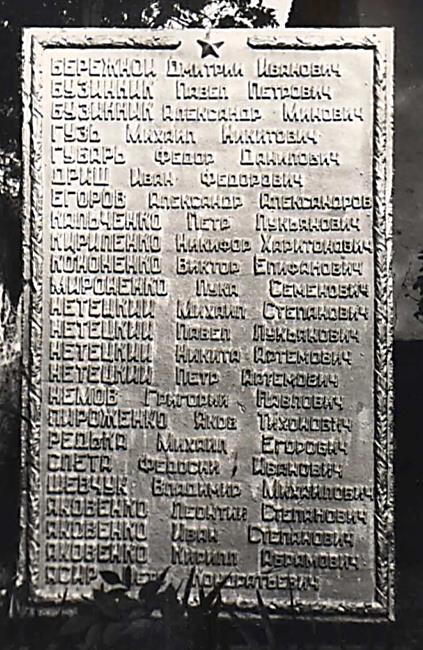 БЕРЕЖНОЙ ДМИТРИЙ ИВАНОВИЧ
БУЗИННИК ПАВЕЛ ПЕТРОВИЧ
БУЗИННИК АЛЕКСАНДР МИНОВИЧ
ГУЗЬ МИХАИЛ НИКИТОВИЧ
ГУБАРЬ ФЕДОР ДАНИЛОВИЧ
ДРИЩ ИВАН ФЕДОРОВИЧ
ЕГОРОВ АЛЕКСАНДР АЛЕКСАНДРОВ
КАЛЬЧЕНКО ПЕТР ЛУКЬЯНОВИЧ
КИРИЛЕНКО НИКИФОР ХАРИТОНОВИЧ
КОНОНЕНКО ВИКТОР ЕПИФАНОВИЧ
МИРОНЕНКО ЛУКА СЕМЕНОВИЧ
НЕТЕЦКИЙ МИХАИЛ СТЕПАНОВИЧ
НЕТЕЦКИЙ ПАВЕЛ ЛУКЬЯНОВИЧ
НЕТЕЦКИЙ НИКИТА АРТЕМОВИЧ
НЕТЕЦКИЙ ПЕТР АРТЕМОВИЧ
НЕМОВ ГРИГОРИЙ ПАВЛОВИЧ
ПИРОЖЕНКО ЯКОВ ТИХОНОВИЧ
РЕДЬКА МИХАИЛ ЕГОРОВИЧ
СЛЕТА ФЕДОСИЙ ИВАНОВИЧ
ШЕВЧУК ВЛАДИМИР МИХАЙЛОВИЧ
ЯКОВЕНКО ЛЕОНТИЙ СТЕПАНОВИЧ
ЯКОВЕНКО ИВАН СТЕПАНОВИЧ
ЯКОВЕНКО КИРИЛЛ АБРАМОВИЧ
КОНДРАТЬЕВИЧ